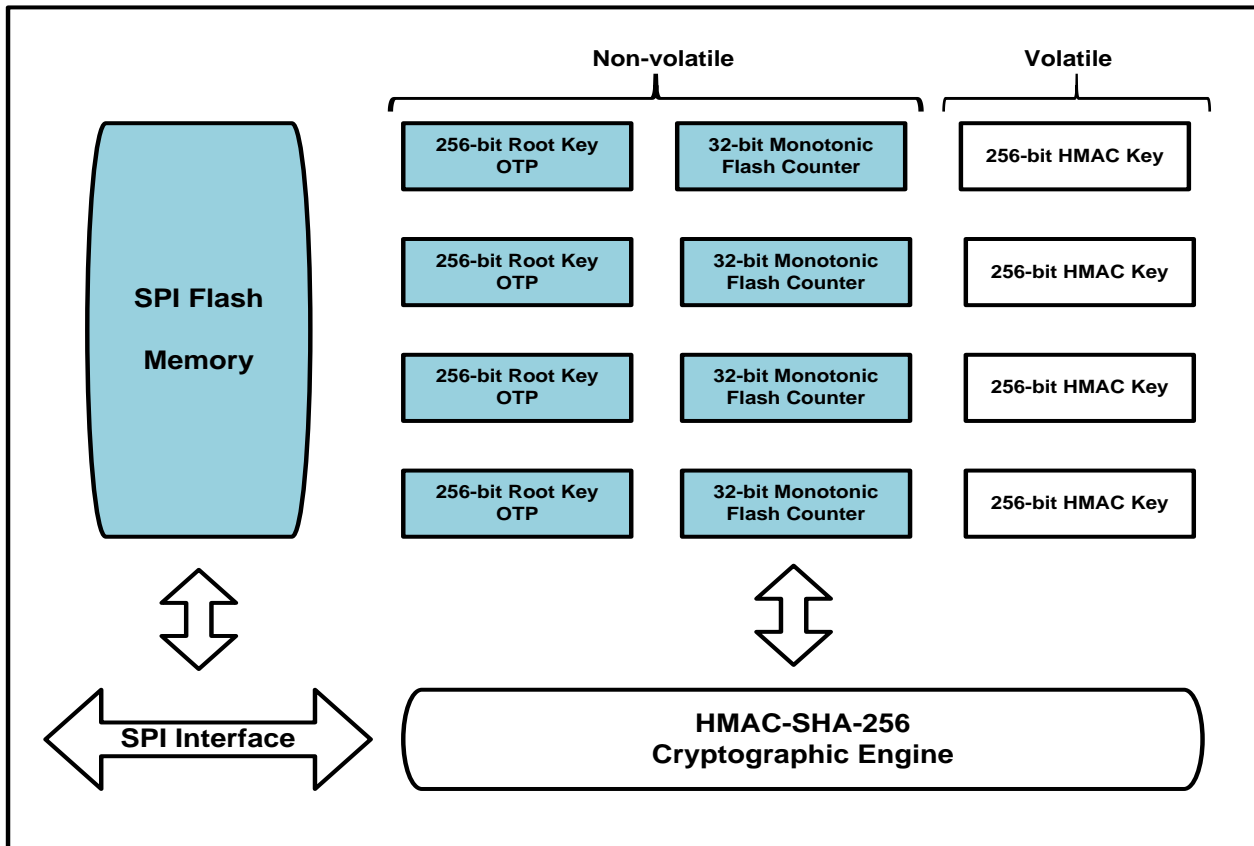 Non-volatile
Volatile
256-bit Root Key
OTP
32-bit Monotonic
Flash Counter
256-bit HMAC Key
256-bit Root Key
OTP
32-bit Monotonic
Flash Counter
256-bit HMAC Key
SPI Flash
Memory
256-bit Root Key
OTP
32-bit Monotonic
Flash Counter
256-bit HMAC Key
256-bit Root Key
OTP
32-bit Monotonic
Flash Counter
256-bit HMAC Key
SPI Interface
HMAC-SHA-256
Cryptographic Engine